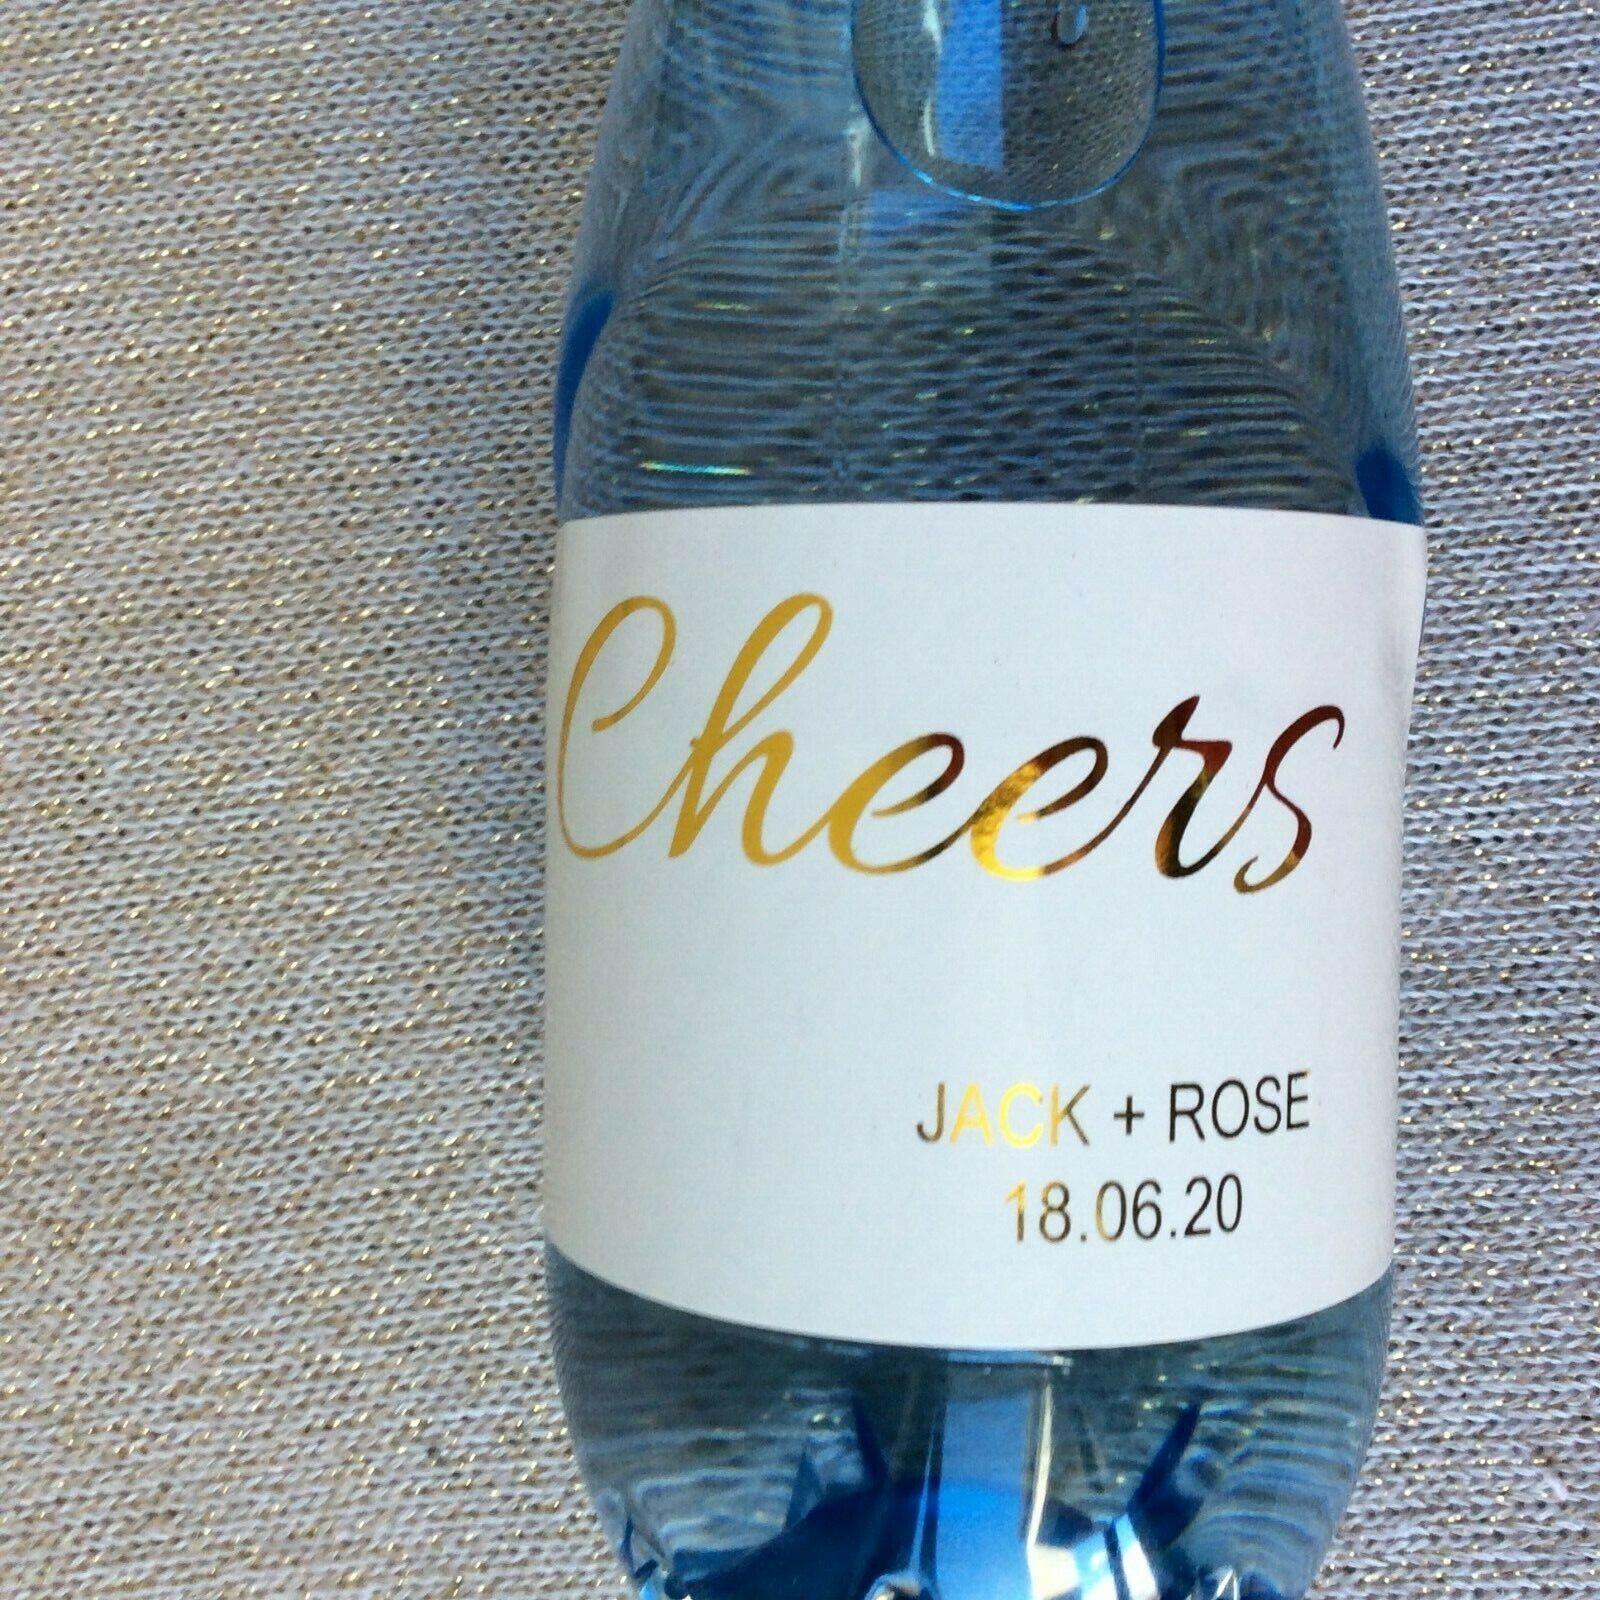 Cheers
JACK + ROSE
18.06.20